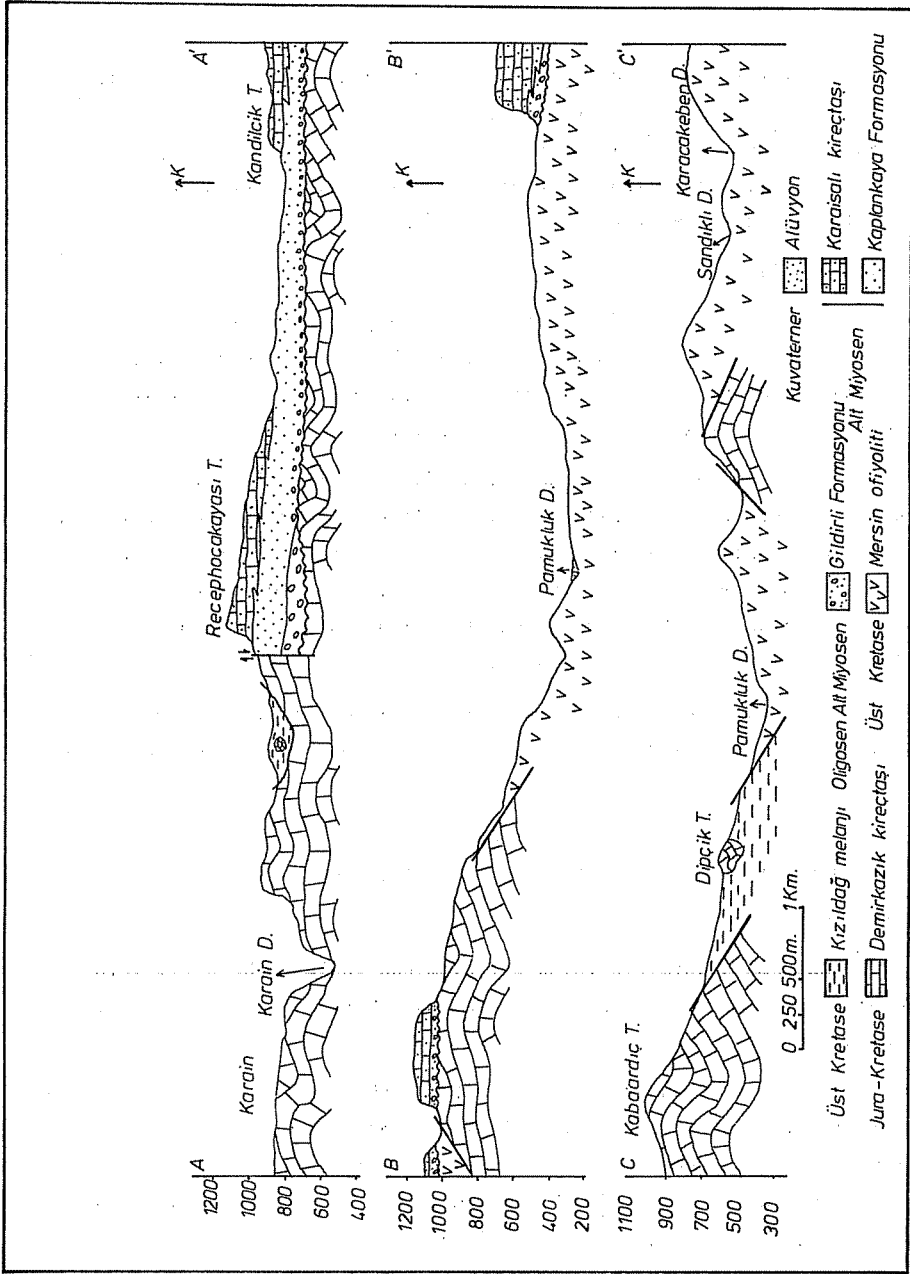 A
A'
K
Karain
Karain D.
Recephocakayası T.
Kandilcik T.
1200
1000
800
600
400
B
B'
K
Pamukluk D.
1200
1000
800
600
400
200
C
C'
K
Kabaardıç T.
Dipçik T.
Pamukluk D.
Sandıklı D.
Karacakeben D.
1100
900
700
500
300
0 250 500m. 1Km.
Kuvaterner Alüvyon
Üst Kretase Kızıldağ melanjı Oligosen Alt Miyosen Gildirli Formasyonu Alt Miyosen Karaisalı kireçtaşı
Jura-Kretase Demirkazık kireçtaşı Üst Kretase Mersin ofiyoliti Kaplankaya Formasyonu